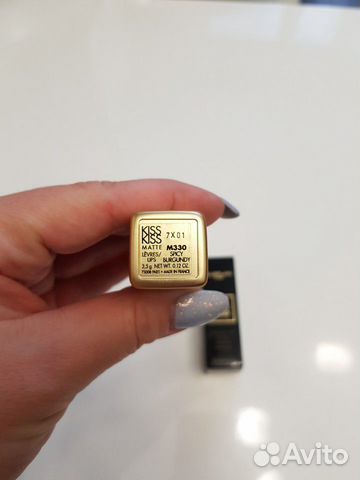 KISS
KISS
7X01
MATTE M330
LÈVRES/ SPICY
LIPS BURGUNDY
3,5 g NET WT. 0.12 OZ.
75008 PARIS • MADE IN FRANCE
Avito